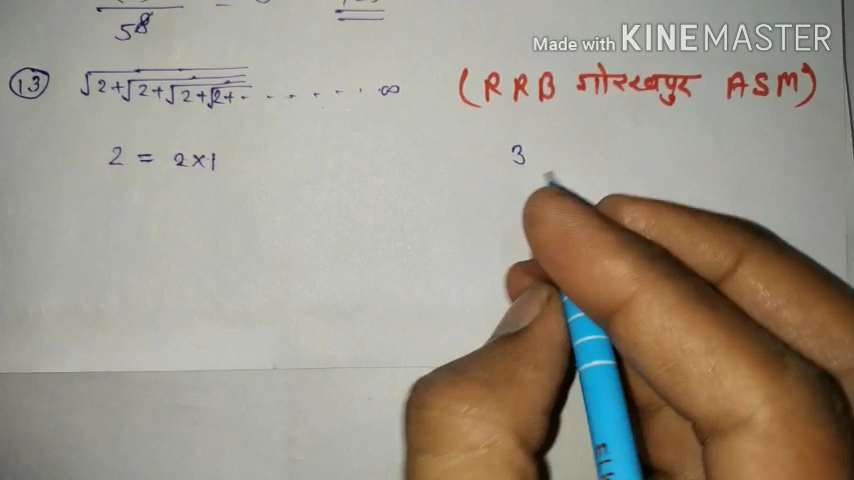 5⁸
Made with KINEMASTER
(13) √2+√2+√2+√2+. . . . . . . ∞ (RRB गोरखपुर ASM)
2 = 2×1 3